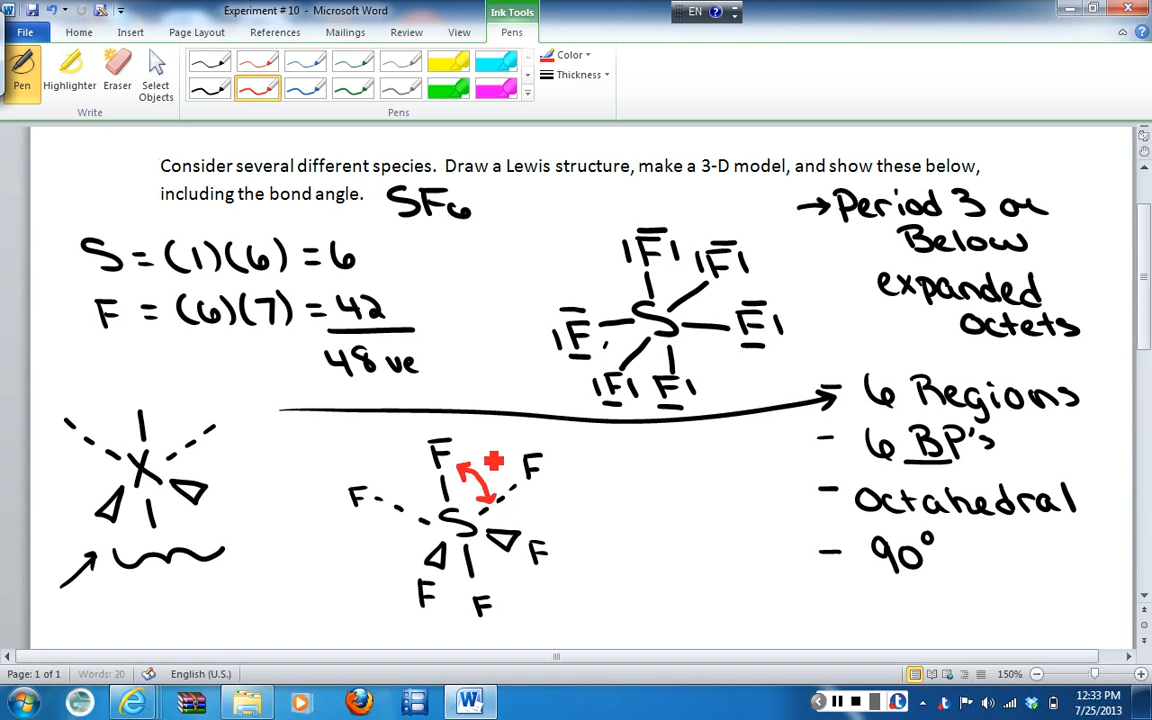 Experiment # 10 - Microsoft Word
Ink Tools
EN
File Home Insert Page Layout References Mailings Review View Pens
Pen Highlighter Eraser Select Objects
Color
Thickness
Write Pens
Consider several different species. Draw a Lewis structure, make a 3-D model, and show these below,
including the bond angle. SF6
S = (1)(6) = 6
F = (6)(7) = 42
48 ve
F F
F S F
F F
→ Period 3 or
Below
expanded
Octets
- 6 Regions
- 6 BP's
- Octahedral
- 90°
X
F F
F S
F
F F
Page: 1 of 1 Words: 20 English (U.S.) 150%
12:33 PM
7/25/2013